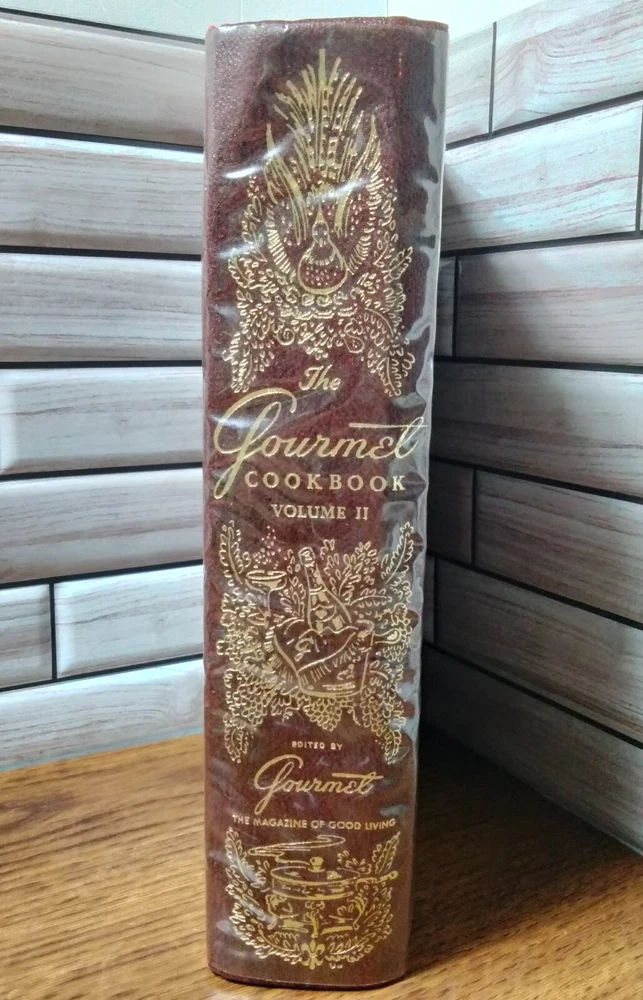 The
Gourmet
COOKBOOK
VOLUME II
EDITED BY
Gourmet
THE MAGAZINE OF GOOD LIVING